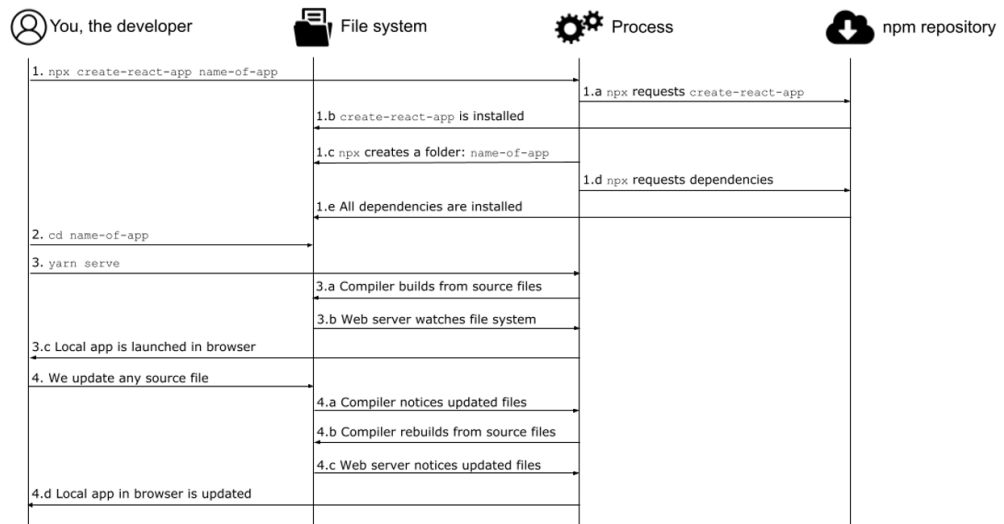 You, the developer
File system
Process
npm repository
1. npx create-react-app name-of-app
1.a npx requests create-react-app
1.b create-react-app is installed
1.c npx creates a folder: name-of-app
1.d npx requests dependencies
1.e All dependencies are installed
2. cd name-of-app
3. yarn serve
3.a Compiler builds from source files
3.b Web server watches file system
3.c Local app is launched in browser
4. We update any source file
4.a Compiler notices updated files
4.b Compiler rebuilds from source files
4.c Web server notices updated files
4.d Local app in browser is updated